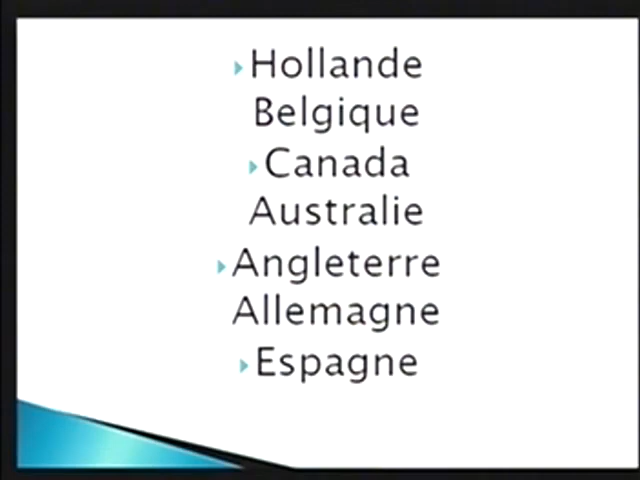 Hollande
Belgique
Canada
Australie
Angleterre
Allemagne
Espagne